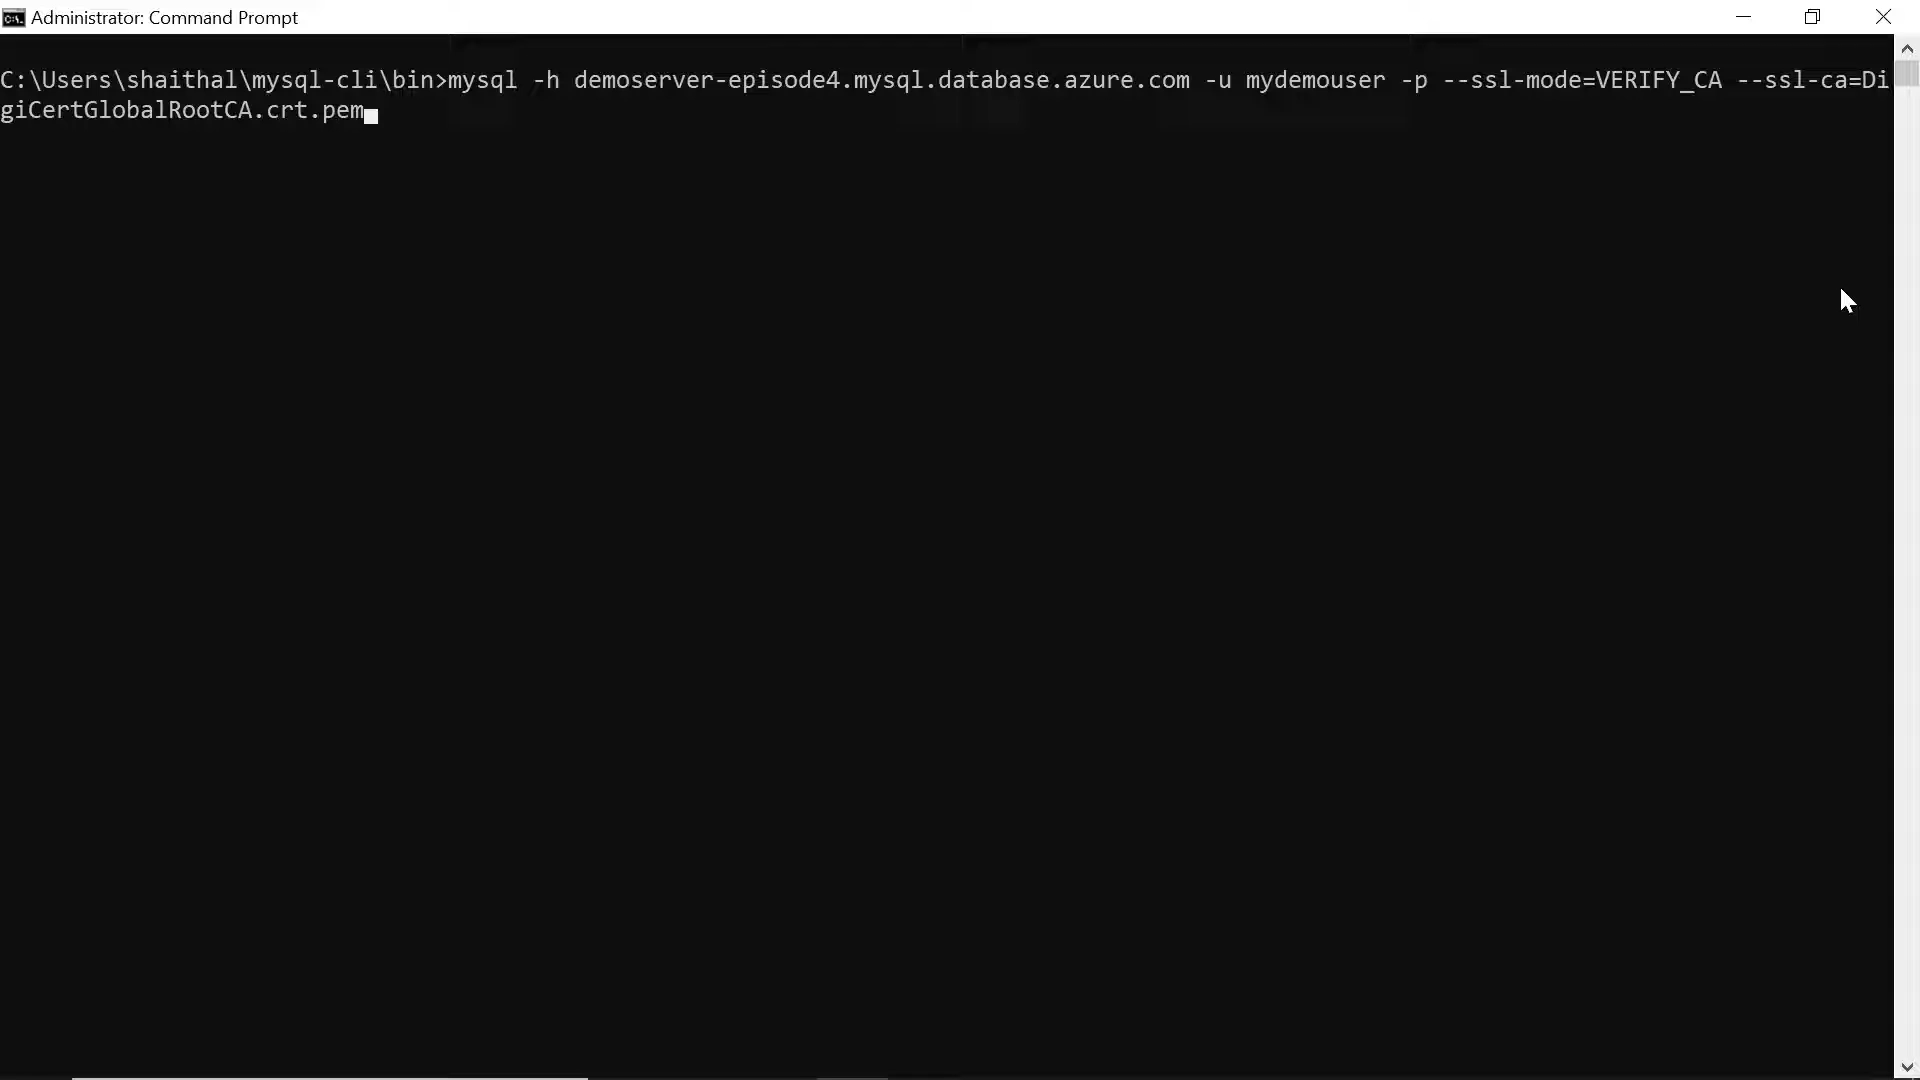 Administrator: Command Prompt
C:\Users\shaithal\mysql-cli\bin>mysql -h demoserver-episode4.mysql.database.azure.com -u mydemouser -p --ssl-mode=VERIFY_CA --ssl-ca=Di
giCertGlobalRootCA.crt.pem